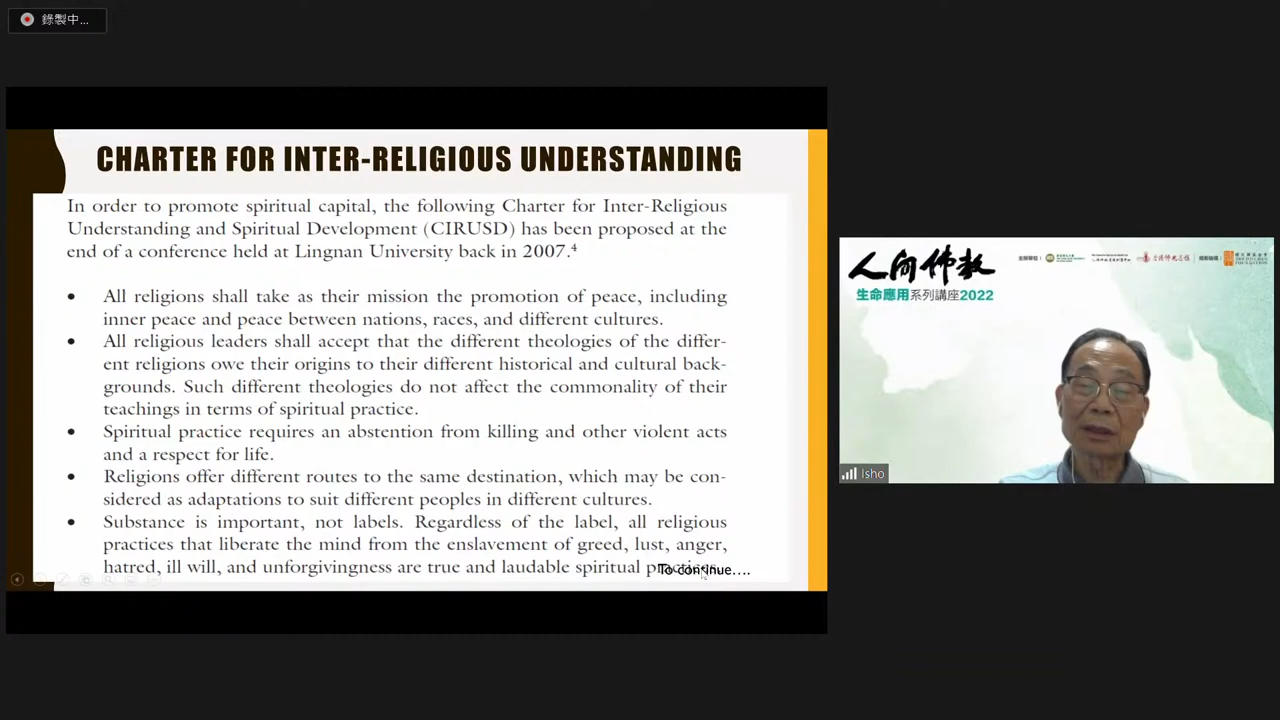 錄製中...
CHARTER FOR INTER-RELIGIOUS UNDERSTANDING
In order to promote spiritual capital, the following Charter for Inter-Religious
Understanding and Spiritual Development (CIRUSD) has been proposed at the
end of a conference held at Lingnan University back in 2007.⁴
• All religions shall take as their mission the promotion of peace, including
inner peace and peace between nations, races, and different cultures.
• All religious leaders shall accept that the different theologies of the differ-
ent religions owe their origins to their different historical and cultural back-
grounds. Such different theologies do not affect the commonality of their
teachings in terms of spiritual practice.
• Spiritual practice requires an abstention from killing and other violent acts
and a respect for life.
• Religions offer different routes to the same destination, which may be con-
sidered as adaptations to suit different peoples in different cultures.
• Substance is important, not labels. Regardless of the label, all religious
practices that liberate the mind from the enslavement of greed, lust, anger,
hatred, ill will, and unforgivingness are true and laudable spiritual
To continue....
人间佛教
生命應用系列講座2022
lsho